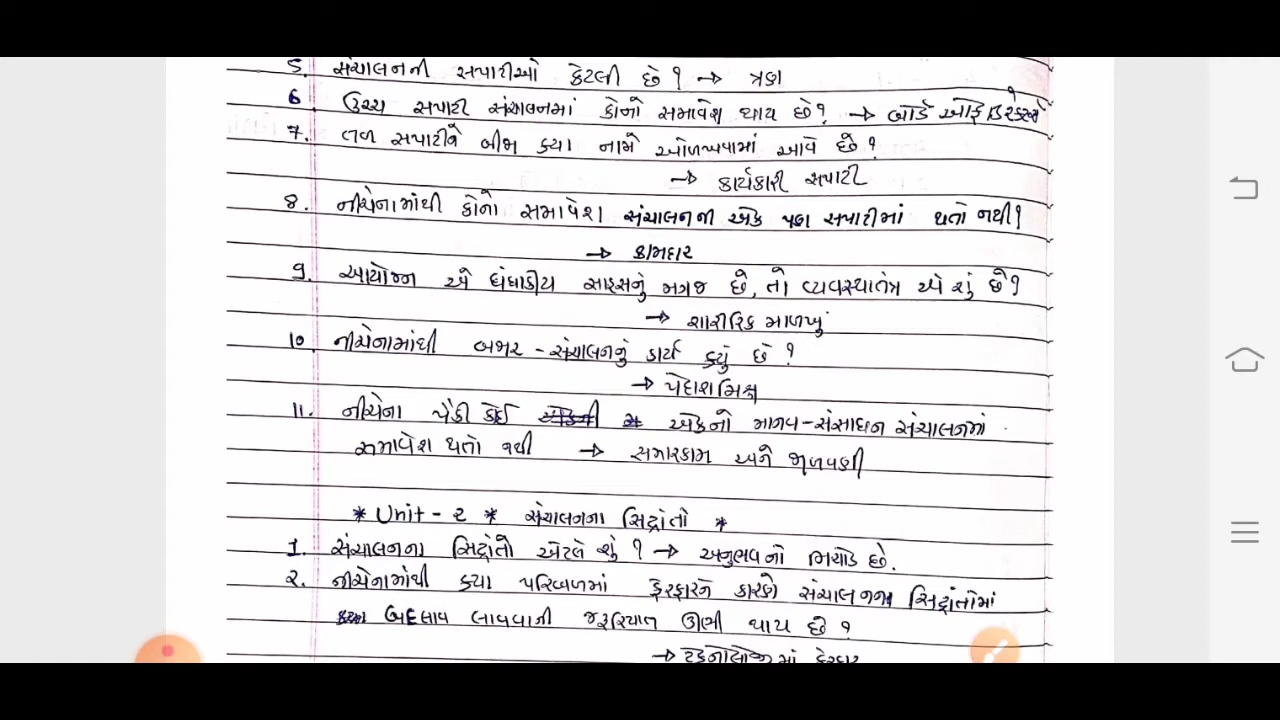 5. સંચાલનની સપાટીઓ કેટલી છે? → ત્રણ
6 ઉચ્ચ સપાટી સંચાલનમાં કોનો સમાવેશ થાય છે? → બોર્ડ ઓફ ડિરેક્ટર્સ
7. તળ સપાટીને બીજા ક્યા નામે ઓળખવામાં આવે છે?
→ કાર્યકારી સપાટી
8. નીચેનામાંથી કોનો સમાવેશ સંચાલનની એક પણ સપાટીમાં થતો નથી?
→ કામદાર
9. આયોજન એ ધંધાકીય સાહસનું મગજ છે, તો વ્યવસ્થાતંત્ર એ શું છે?
→ શારીરિક માળખું
10. નીચેનામાંથી બજાર - સંચાલનનું કાર્ય ક્યું છે?
→ પેદાશ મિશ્ર
11. નીચેના પૈકી કોઈ એકનો માનવ - સંસાધન સંચાલનમાં
સમાવેશ થતો નથી → સમારકામ અને જાળવણી
* Unit - 2 * સંચાલનના સિદ્ધાંતો *
1. સંચાલનના સિદ્ધાંતો એટલે શું? → અનુભવનો નિચોડ છે.
2. નીચેનામાંથી ક્યા પરિબળમાં ફેરફારને કારણે સંચાલનના સિદ્ધાંતોમાં
બદલાવ લાવવાની જરૂરિયાત ઊભી થાય છે?
→ ટેકનોલોજીમાં ફેરફાર